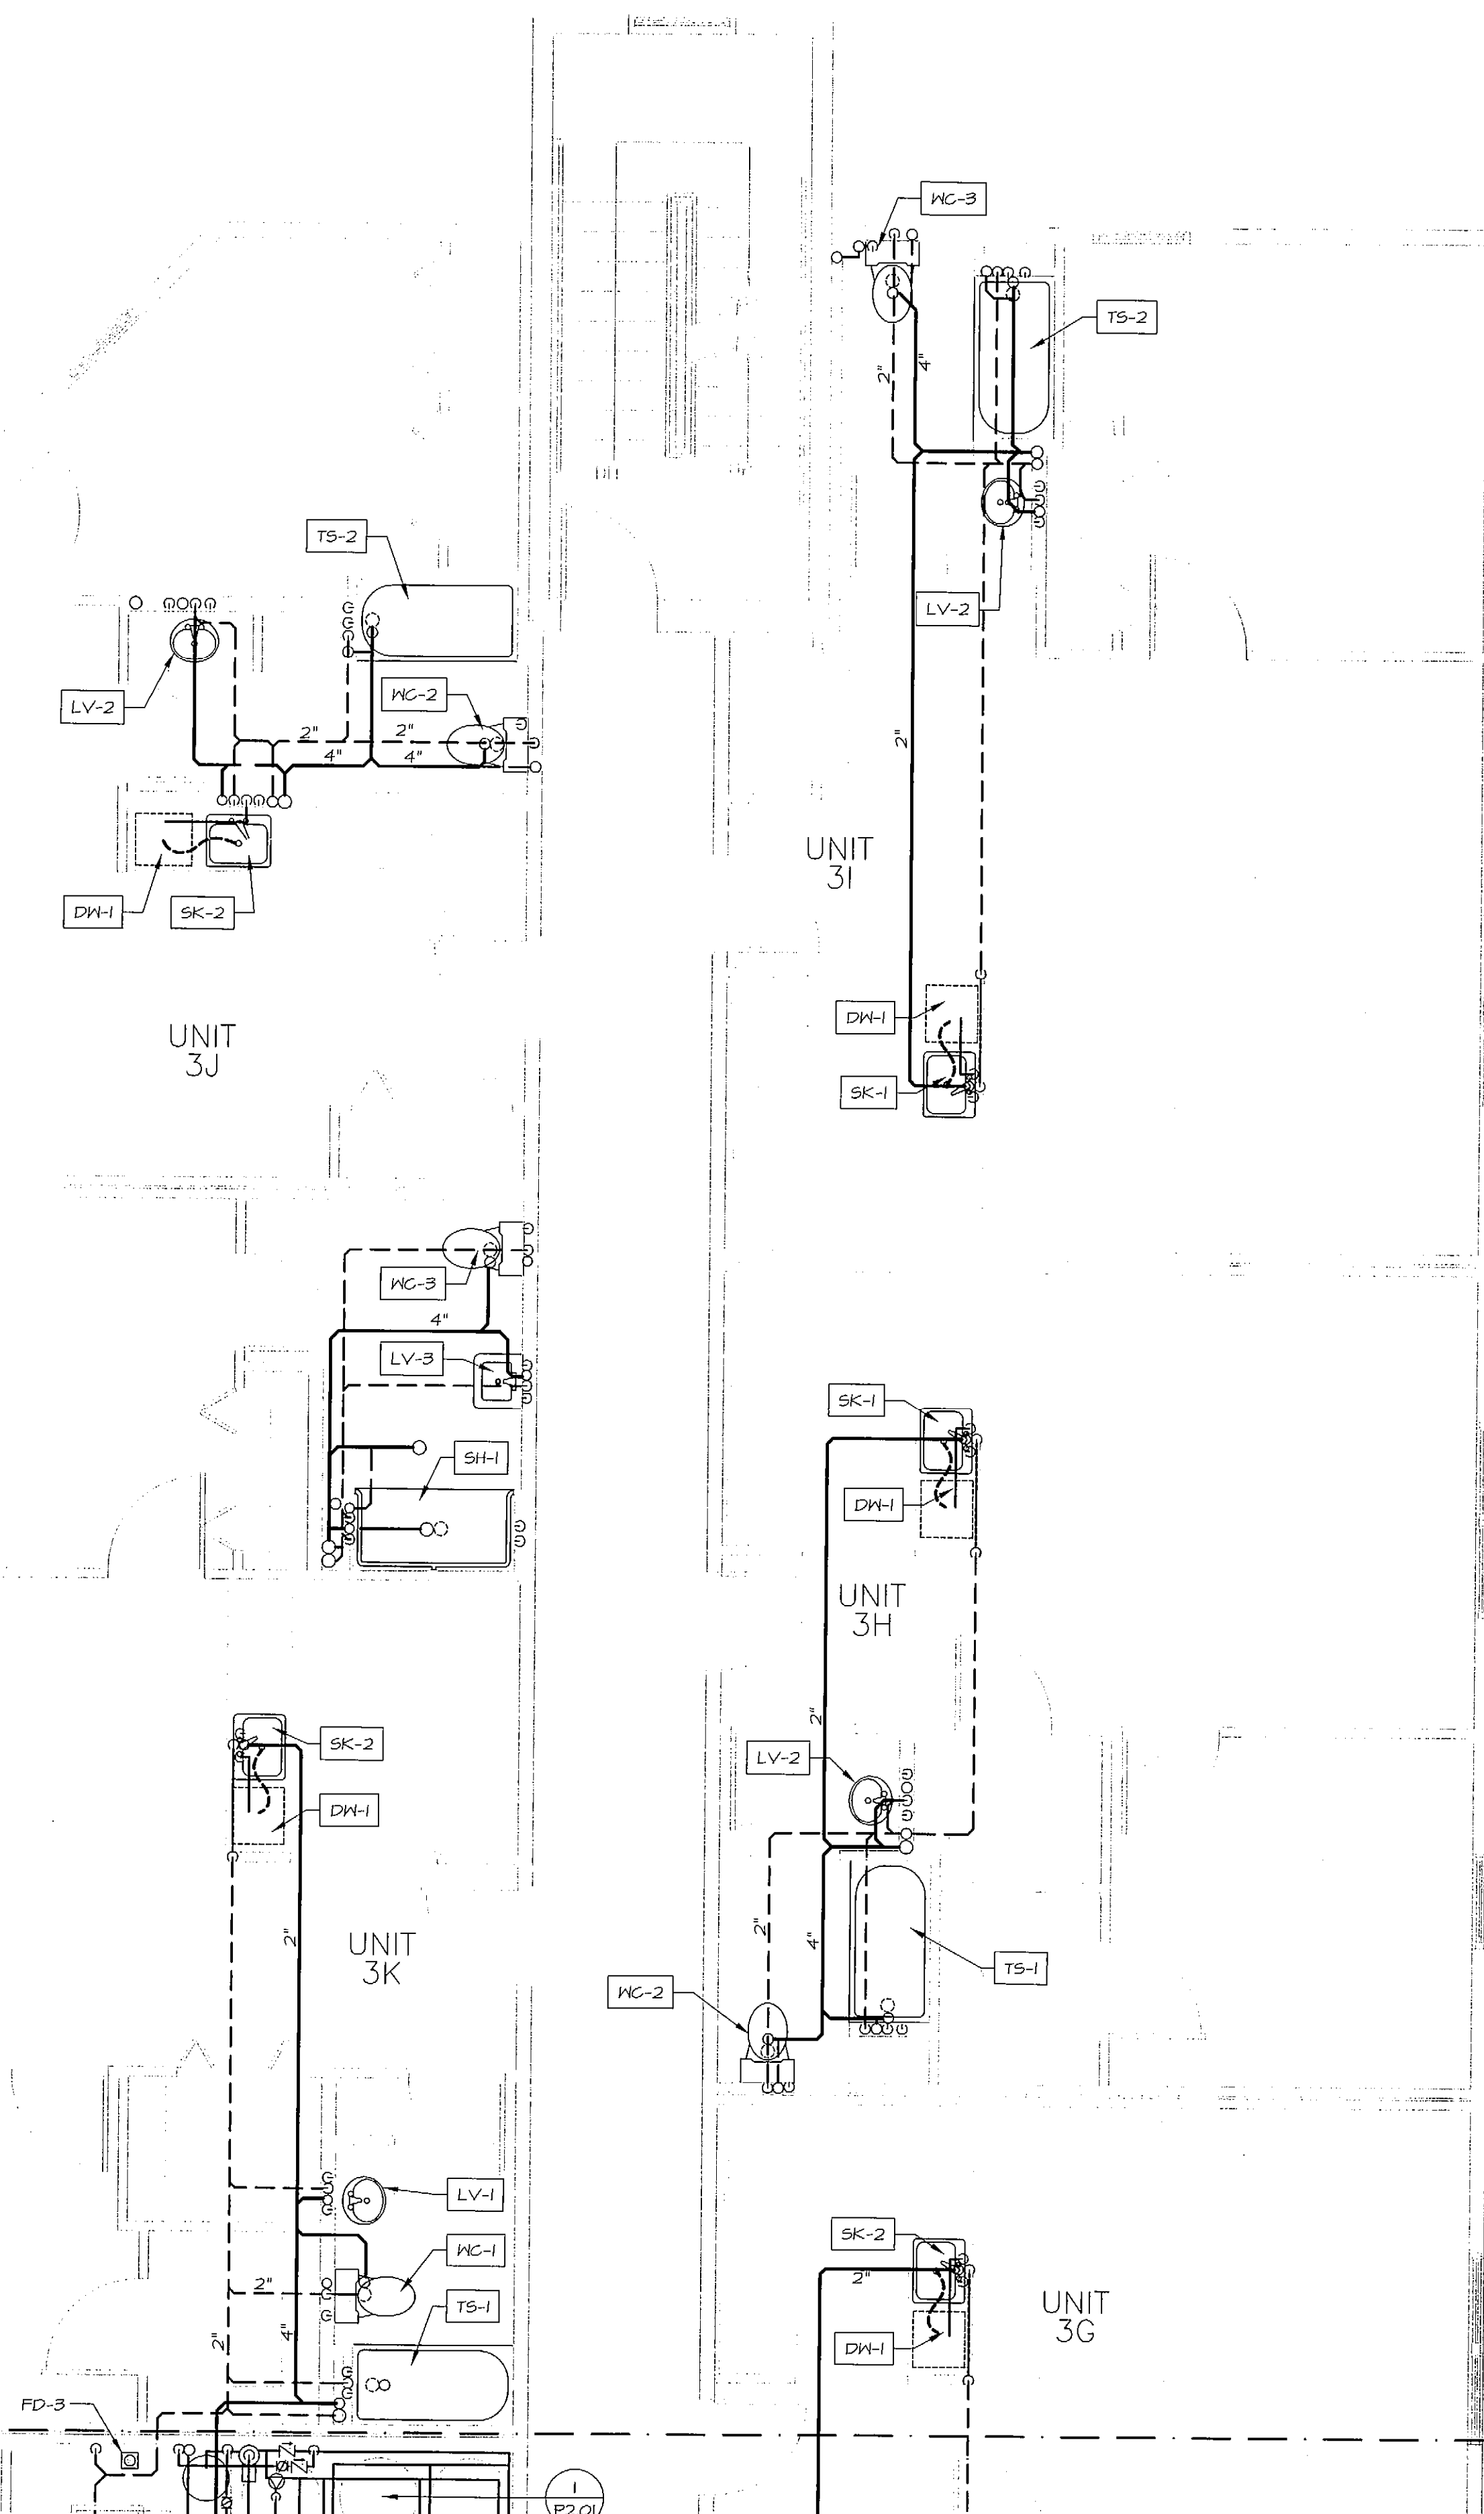 WC-3
TS-2
2"
4"
TS-2
LV-2
LV-2
WC-2
2"
2"
4"
4"
2"
UNIT
3I
DW-1
SK-2
DW-1
UNIT
3J
SK-1
WC-3
4"
LV-3
SK-1
SH-1
DW-1
UNIT
3H
2"
SK-2
LV-2
DW-1
2"
UNIT
3K
2"
4"
TS-1
WC-2
LV-1
SK-2
WC-1
2"
2"
UNIT
3G
TS-1
2"
4"
DW-1
FD-3
1
P2.01